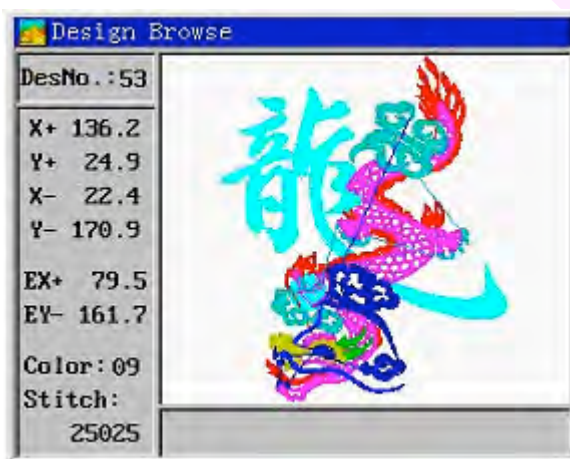 Design Browse
DesNo.:53
X+ 136.2
Y+ 24.9
X- 22.4
Y- 170.9
EX+ 79.5
EY- 161.7
Color:09
Stitch:
25025
龍